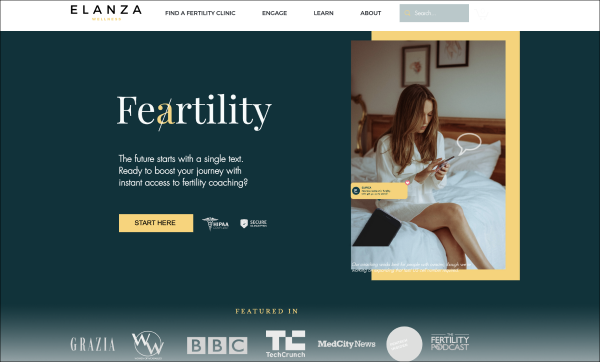 ELANZA
WELLNESS
FIND A FERTILITY CLINIC
ENGAGE
LEARN
ABOUT
Search...
Feartility
The future starts with a single text.
Ready to boost your journey with
instant access to fertility coaching?
START HERE
HIPAA
SECURE
FEATURED IN
GRAZIA
WW
BBC
TC
TechCrunch
MedCityNews
THE
FERTILITY
PODCAST